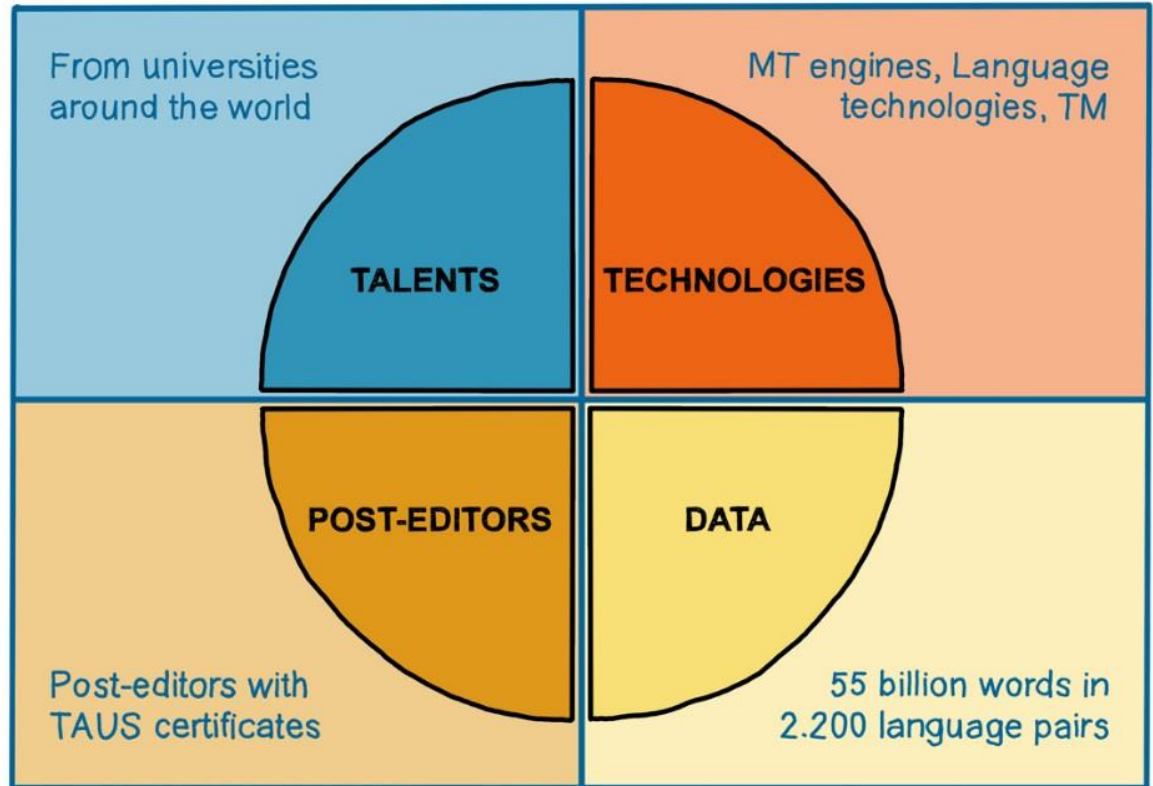 From universities
around the world
MT engines, Language
technologies, TM
TALENTS
TECHNOLOGIES
POST-EDITORS
DATA
Post-editors with
TAUS certificates
55 billion words in
2.200 language pairs